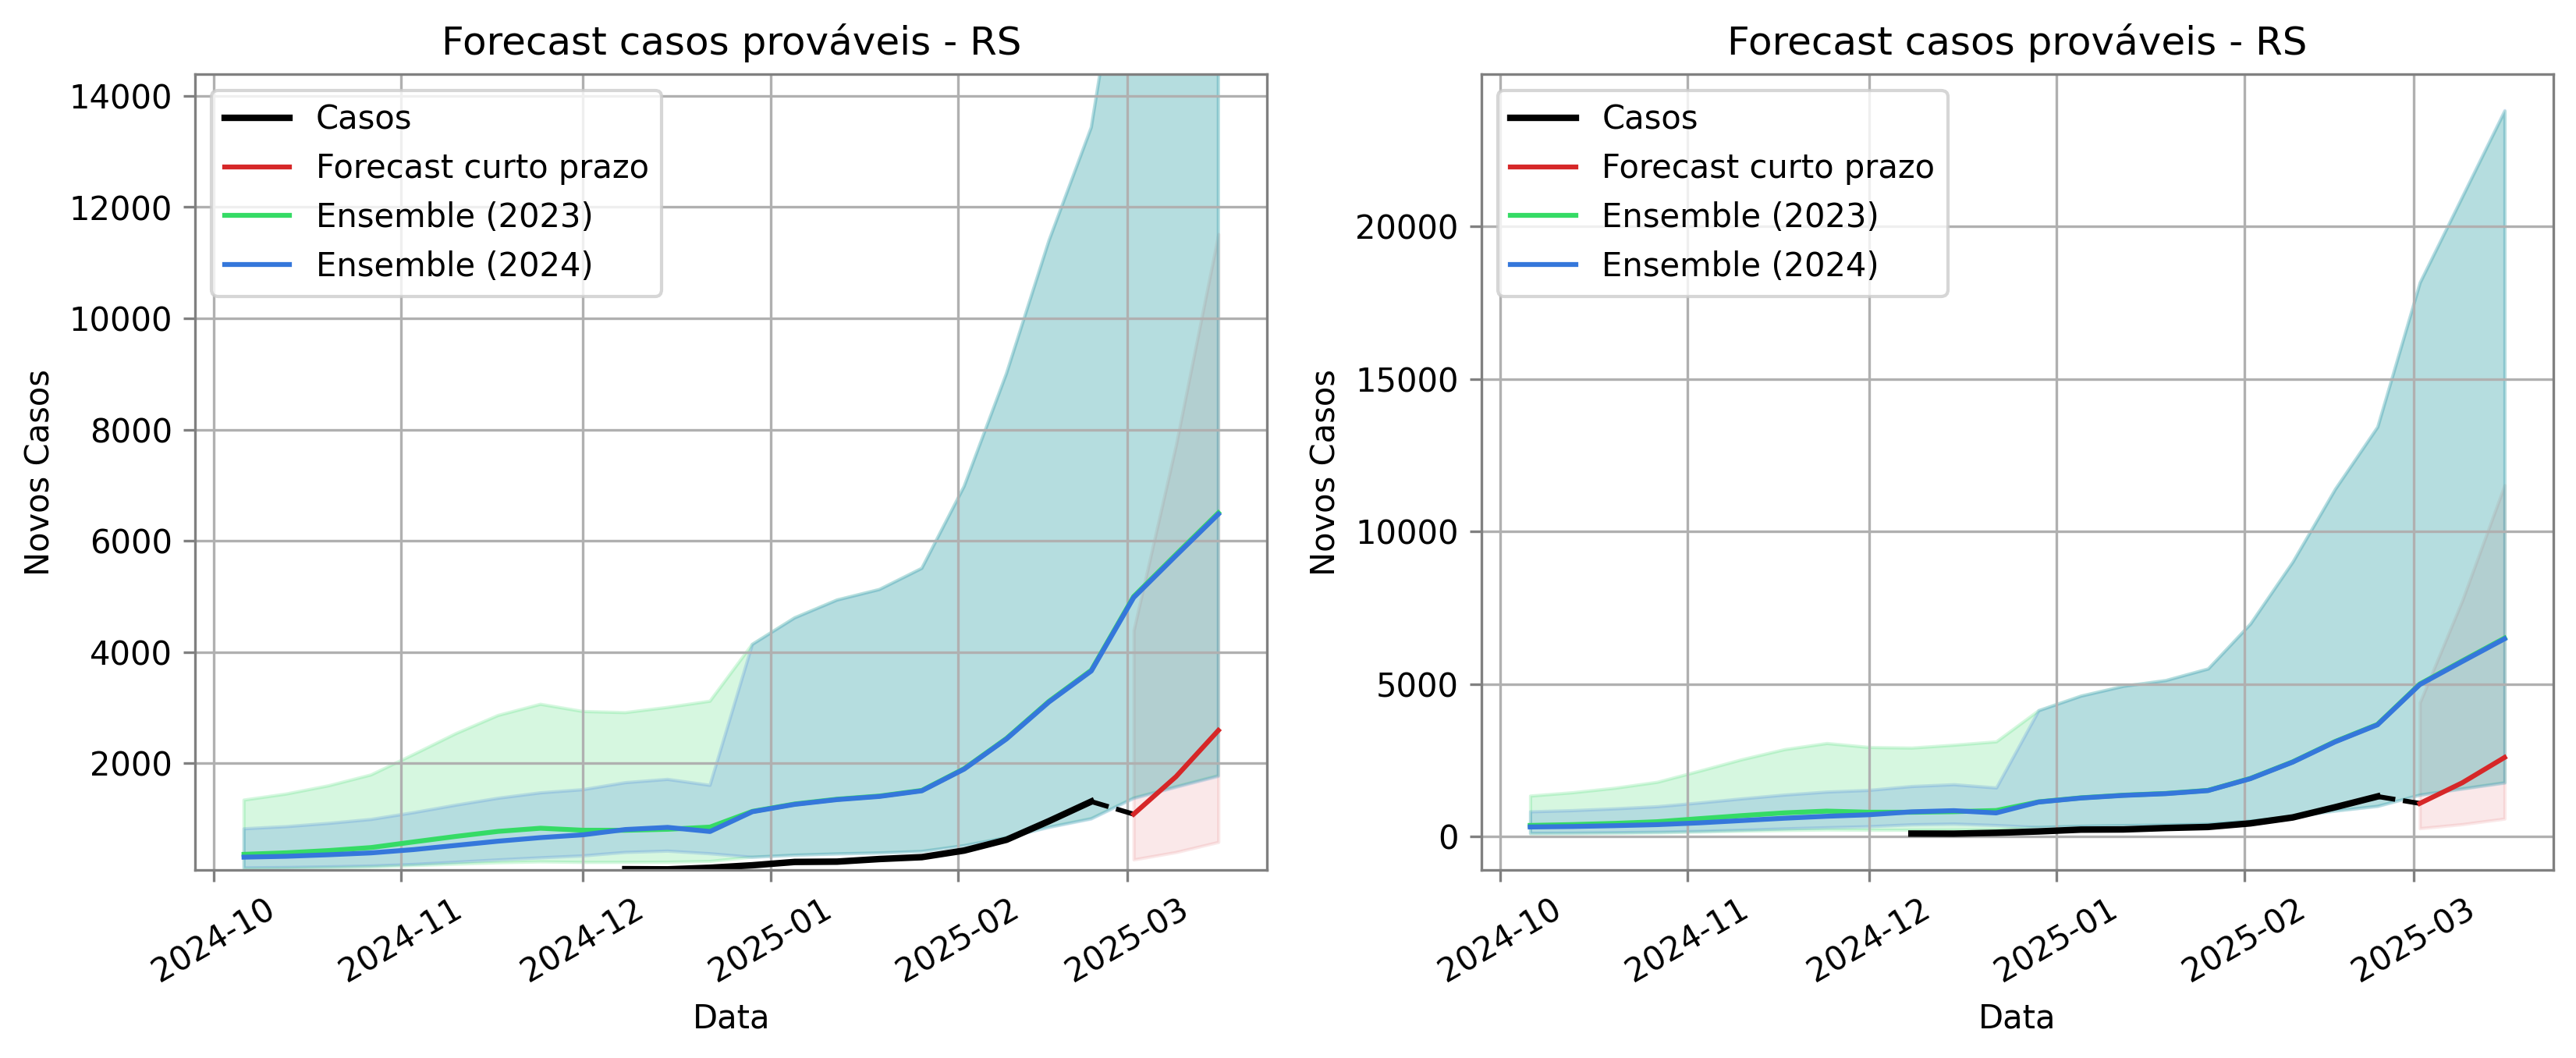 Forecast casos prováveis - RS
14000
12000
10000
8000
6000
4000
2000
Novos Casos
Casos
Forecast curto prazo
Ensemble (2023)
Ensemble (2024)
2024-10
2024-11
2024-12
2025-01
2025-02
2025-03
Data
Forecast casos prováveis - RS
20000
15000
10000
5000
0
Novos Casos
Casos
Forecast curto prazo
Ensemble (2023)
Ensemble (2024)
2024-10
2024-11
2024-12
2025-01
2025-02
2025-03
Data